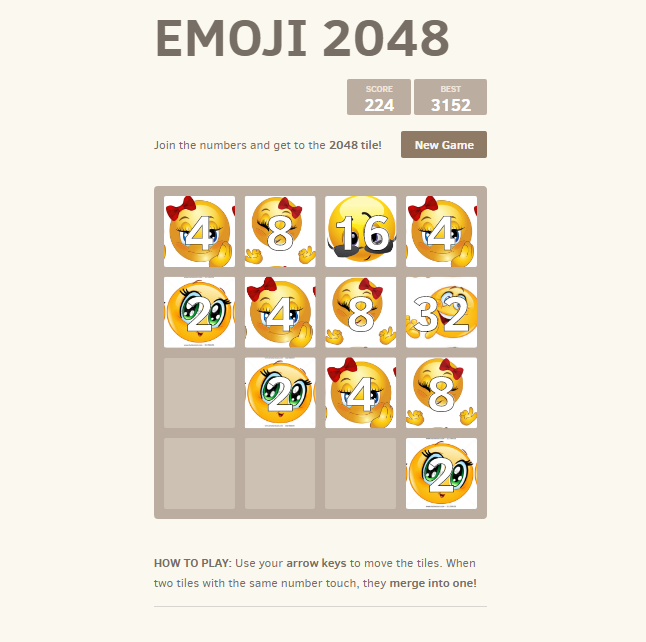 EMOJI 2048
SCORE BEST
224 3152
Join the numbers and get to the 2048 tile! New Game
4 8 16 4
2 4 8 32
2 4 8
2
HOW TO PLAY: Use your arrow keys to move the tiles. When
two tiles with the same number touch, they merge into one!